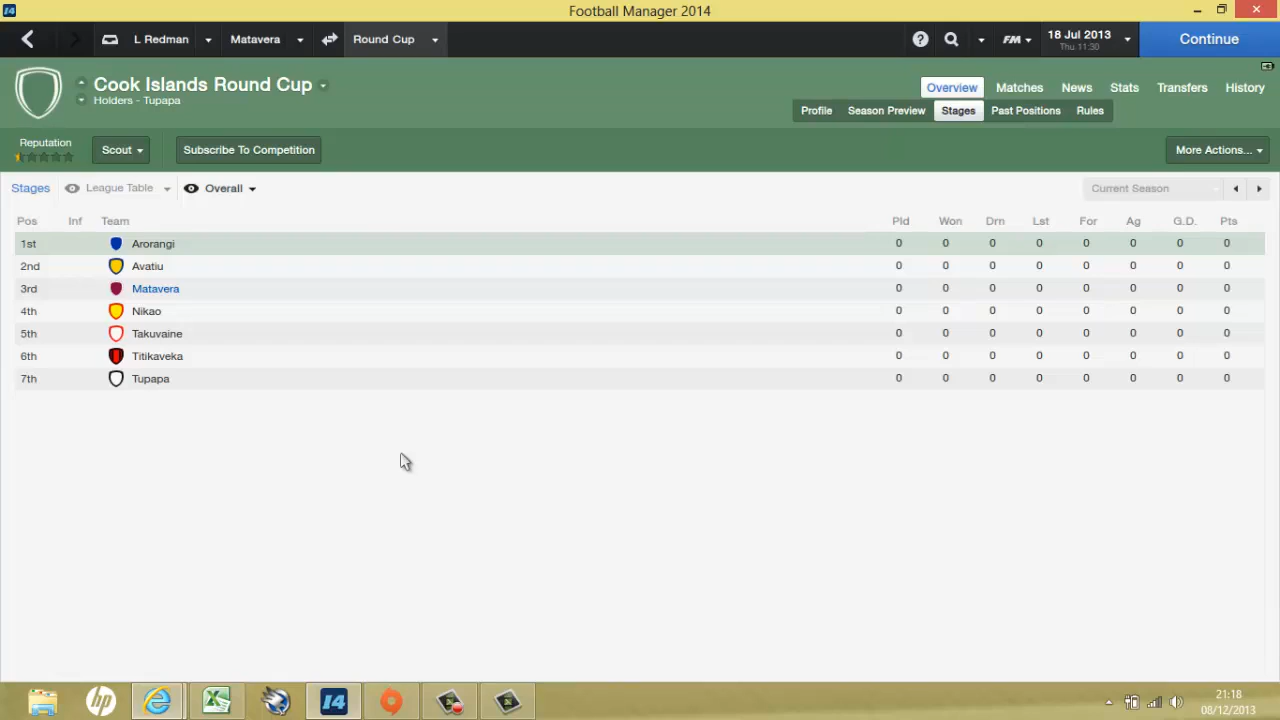 14 Football Manager 2014
L Redman Matavera Round Cup ? FM 18 Jul 2013 Thu 11:30 Continue
Cook Islands Round Cup
Holders - Tupapa
Overview Matches News Stats Transfers History
Profile Season Preview Stages Past Positions Rules
Reputation Scout Subscribe To Competition More Actions...
Stages League Table Overall Current Season
Pos Inf Team Pld Won Drn Lst For Ag G.D. Pts
1st Arorangi 0 0 0 0 0 0 0 0
2nd Avatiu 0 0 0 0 0 0 0 0
3rd Matavera 0 0 0 0 0 0 0 0
4th Nikao 0 0 0 0 0 0 0 0
5th Takuvaine 0 0 0 0 0 0 0 0
6th Titikaveka 0 0 0 0 0 0 0 0
7th Tupapa 0 0 0 0 0 0 0 0
hp 14 21:18
08/12/2013